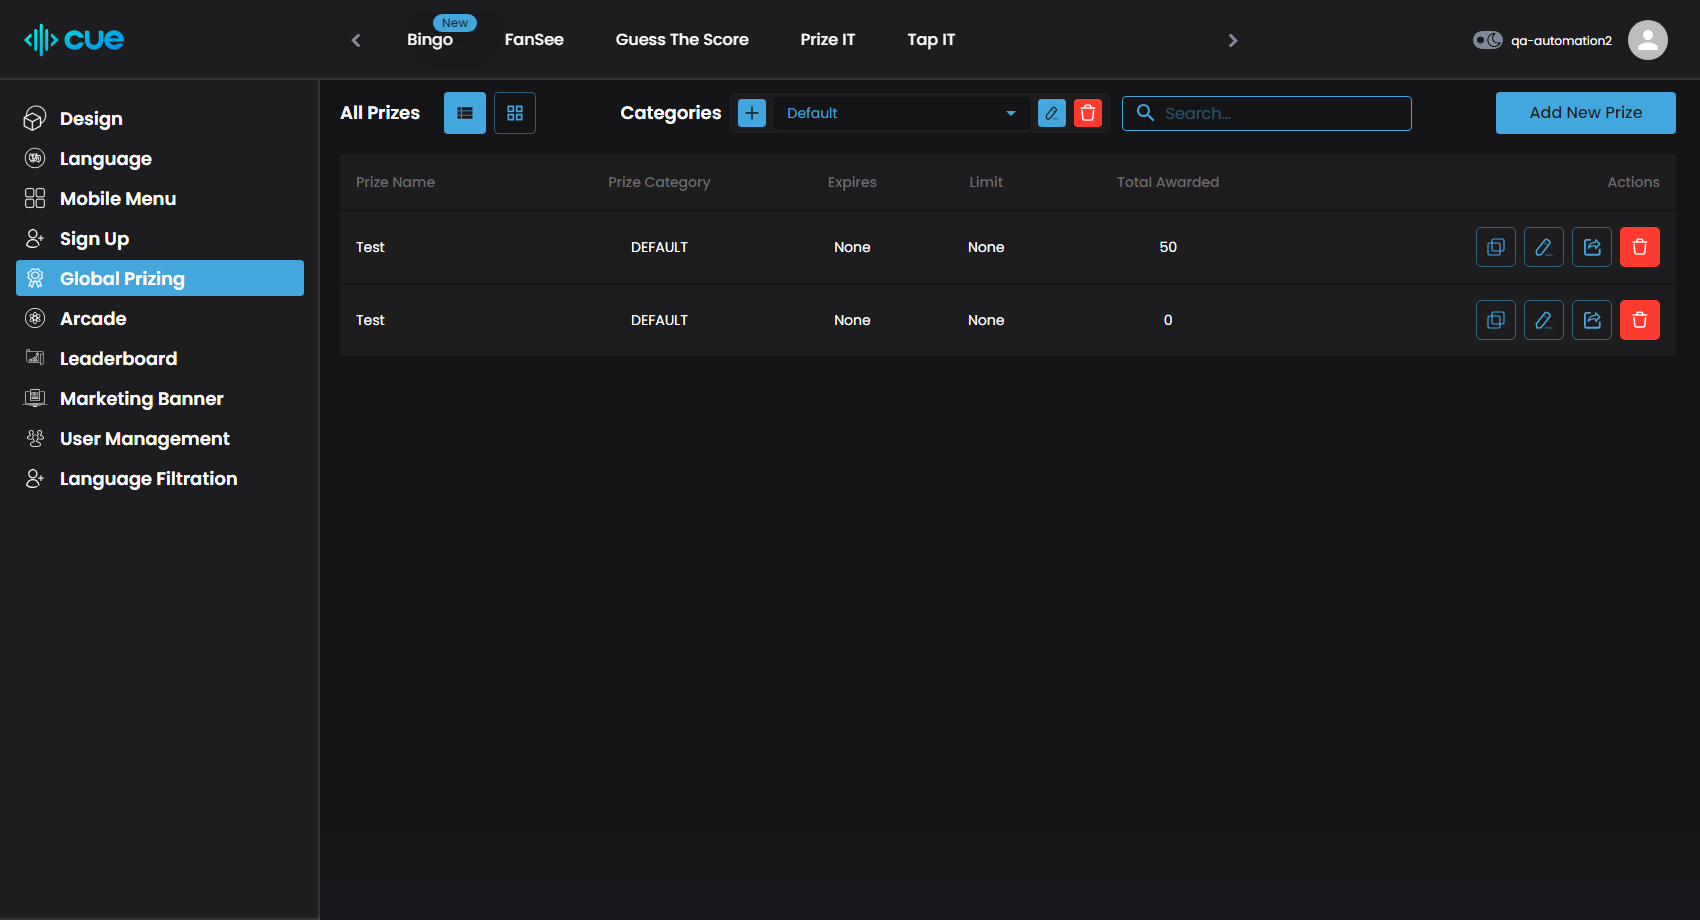 cue
New
Bingo FanSee Guess The Score Prize IT Tap IT
qa-automation2
Design
Language
Mobile Menu
Sign Up
Global Prizing
Arcade
Leaderboard
Marketing Banner
User Management
Language Filtration
All Prizes Categories Default Search... Add New Prize
Prize Name Prize Category Expires Limit Total Awarded Actions
Test DEFAULT None None 50
Test DEFAULT None None 0